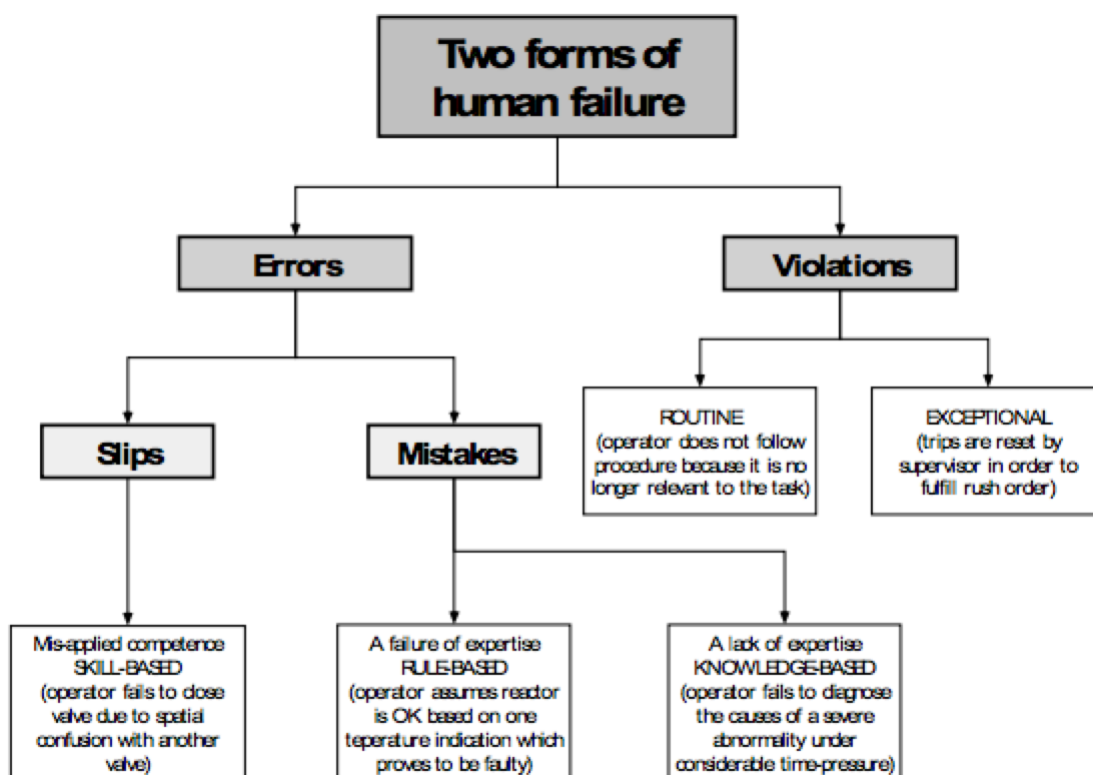 Two forms of
human failure
Errors
Violations
ROUTINE
(operator does not follow
procedure because it is no
longer relevant to the task)
EXCEPTIONAL
(trips are reset by
supervisor in order to
fulfill rush order)
Slips
Mistakes
Mis-applied competence
SKILL-BASED
(operator fails to close
valve due to spatial
confusion with another
valve)
A failure of expertise
RULE-BASED
(operator assumes reactor
is OK based on one
teperature indication which
proves to be faulty)
A lack of expertise
KNOWLEDGE-BASED
(operator fails to diagnose
the causes of a severe
abnormality under
considerable time-pressure)